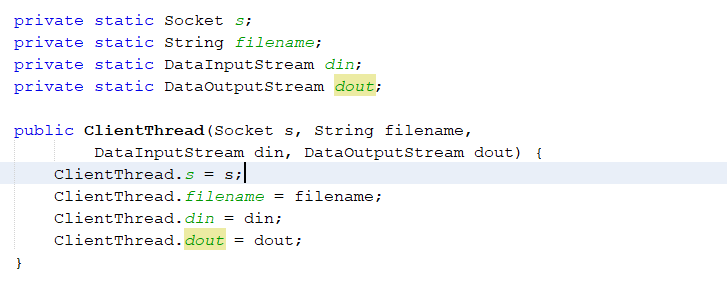 private static Socket s;
private static String filename;
private static DataInputStream din;
private static DataOutputStream dout;
public ClientThread(Socket s, String filename,
DataInputStream din, DataOutputStream dout) {
ClientThread.s = s;
ClientThread.filename = filename;
ClientThread.din = din;
ClientThread.dout = dout;
}